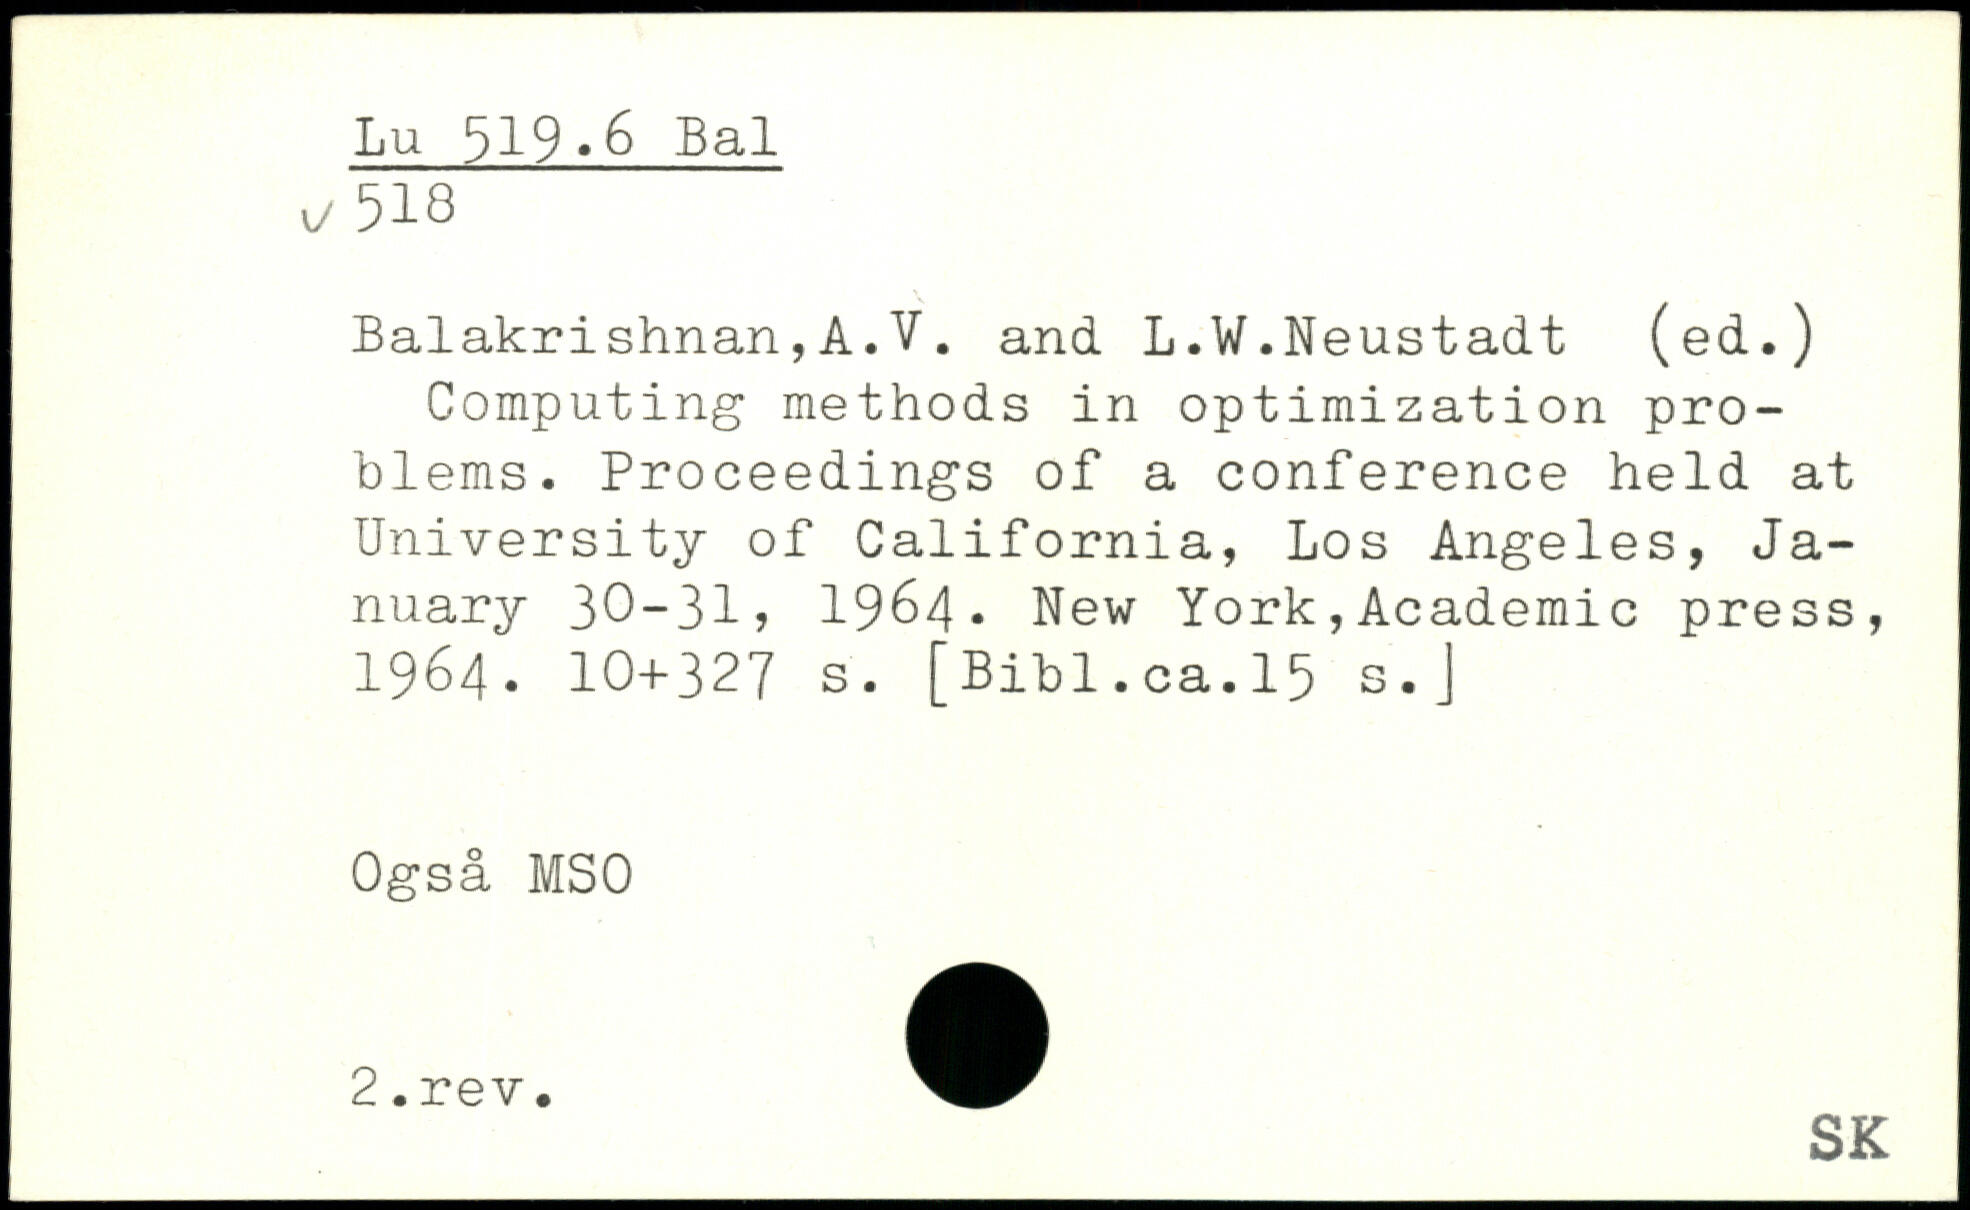 Lu 519.6 Bal
✓ 518
Balakrishnan,A.V. and L.W.Neustadt (ed.)
Computing methods in optimization pro-
blems. Proceedings of a conference held at
University of California, Los Angeles, Ja-
nuary 30-31, 1964. New York,Academic press,
1964. 10+327 s. [Bibl.ca.15 s.]
Også MSO
2.rev.
SK